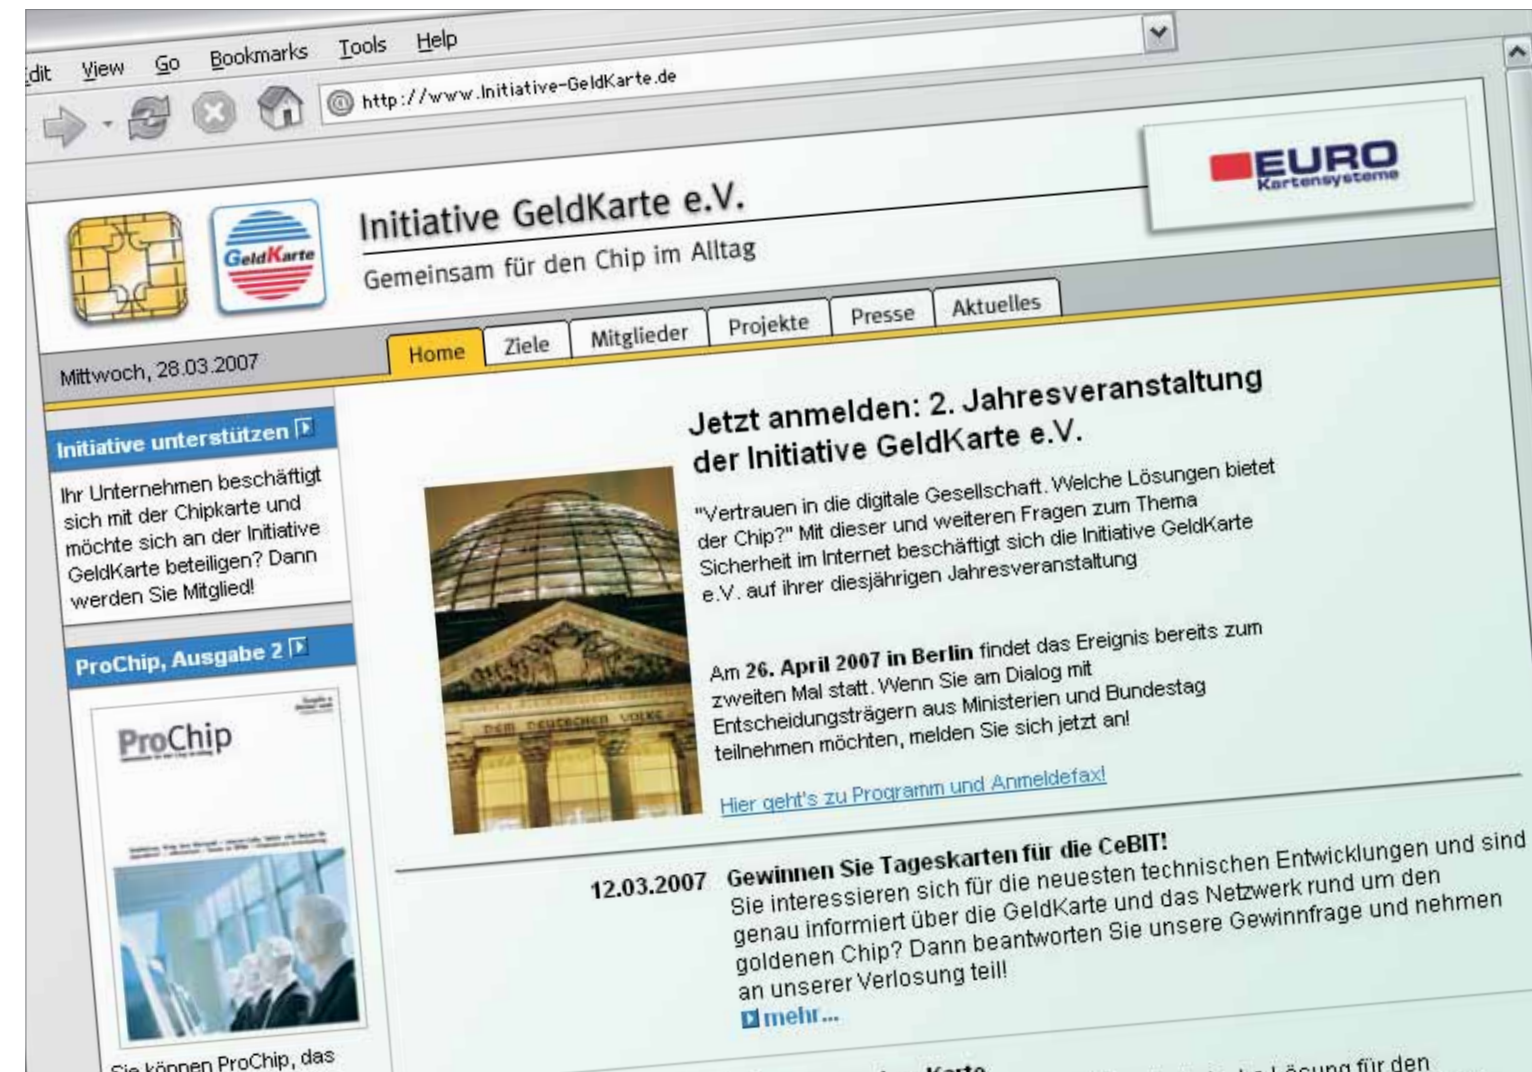 dit View Go Bookmarks Tools Help
http://www.Initiative-GeldKarte.de
EURO
Kartensysteme
GeldKarte
Initiative GeldKarte e.V.
Gemeinsam für den Chip im Alltag
Mittwoch, 28.03.2007
Home Ziele Mitglieder Projekte Presse Aktuelles
Initiative unterstützen
Ihr Unternehmen beschäftigt
sich mit der Chipkarte und
möchte sich an der Initiative
GeldKarte beteiligen? Dann
werden Sie Mitglied!
ProChip, Ausgabe 2
ProChip
Sie können ProChip, das
Jetzt anmelden: 2. Jahresveranstaltung
der Initiative GeldKarte e.V.
"Vertrauen in die digitale Gesellschaft. Welche Lösungen bietet
der Chip?" Mit dieser und weiteren Fragen zum Thema
Sicherheit im Internet beschäftigt sich die Initiative GeldKarte
e.V. auf ihrer diesjährigen Jahresveranstaltung
DEM DEUTSCHEN VOLKE
Am 26. April 2007 in Berlin findet das Ereignis bereits zum
zweiten Mal statt. Wenn Sie am Dialog mit
Entscheidungsträgern aus Ministerien und Bundestag
teilnehmen möchten, melden Sie sich jetzt an!
Hier geht's zu Programm und Anmeldefax!
12.03.2007 Gewinnen Sie Tageskarten für die CeBIT!
Sie interessieren sich für die neuesten technischen Entwicklungen und sind
genau informiert über die GeldKarte und das Netzwerk rund um den
goldenen Chip? Dann beantworten Sie unsere Gewinnfrage und nehmen
an unserer Verlosung teil!
mehr...
Karte
Lösung für den